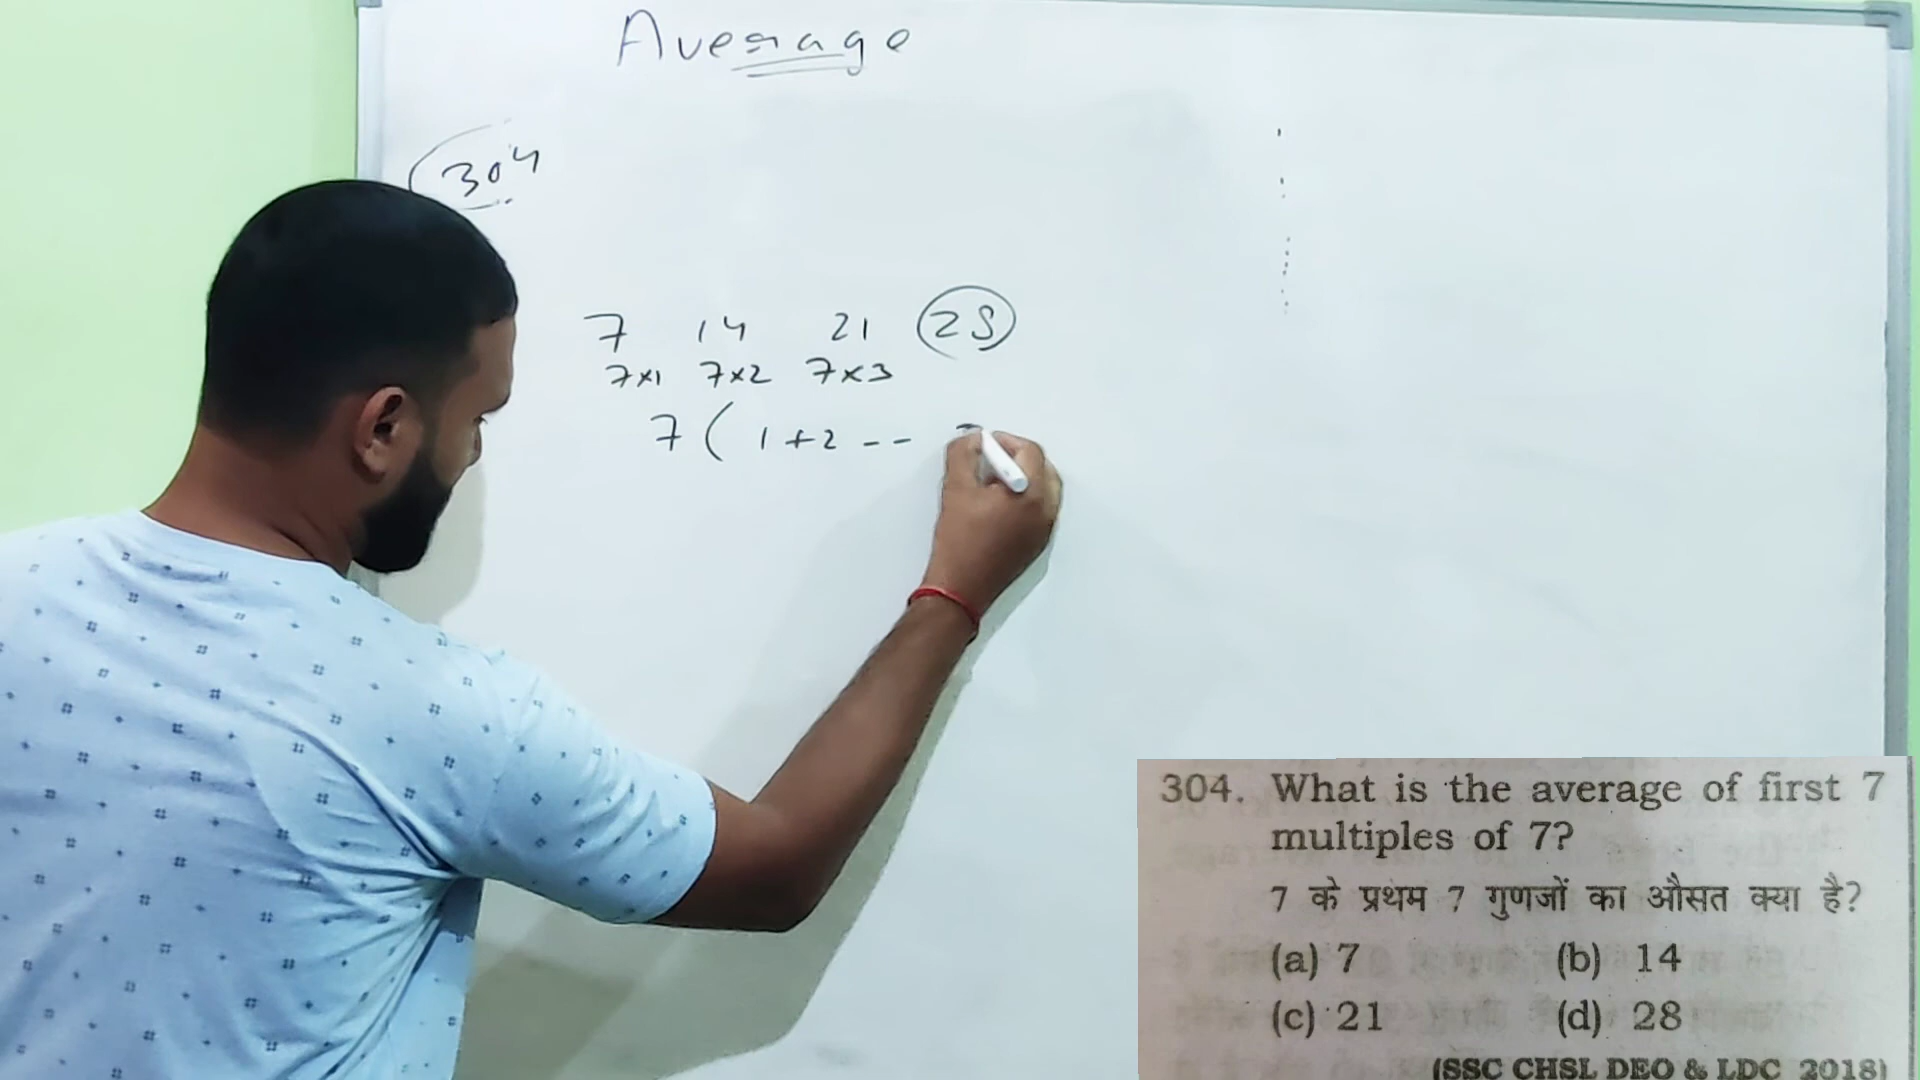 Average
304
7 14 21 28
7×1 7×2 7×3
7 ( 1 + 2 - - 7
304. What is the average of first 7
multiples of 7?
7 के प्रथम 7 गुणजों का औसत क्या है?
(a) 7 (b) 14
(c) 21 (d) 28
(SSC CHSL DEO & LDC 2018)